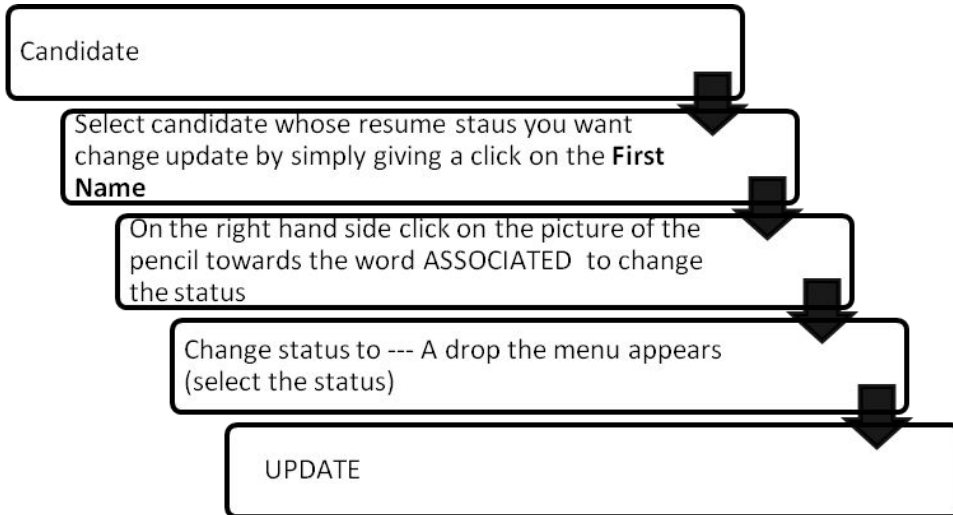 Candidate
Select candidate whose resume staus you want
change update by simply giving a click on the First
Name
On the right hand side click on the picture of the
pencil towards the word ASSOCIATED to change
the status
Change status to --- A drop the menu appears
(select the status)
UPDATE